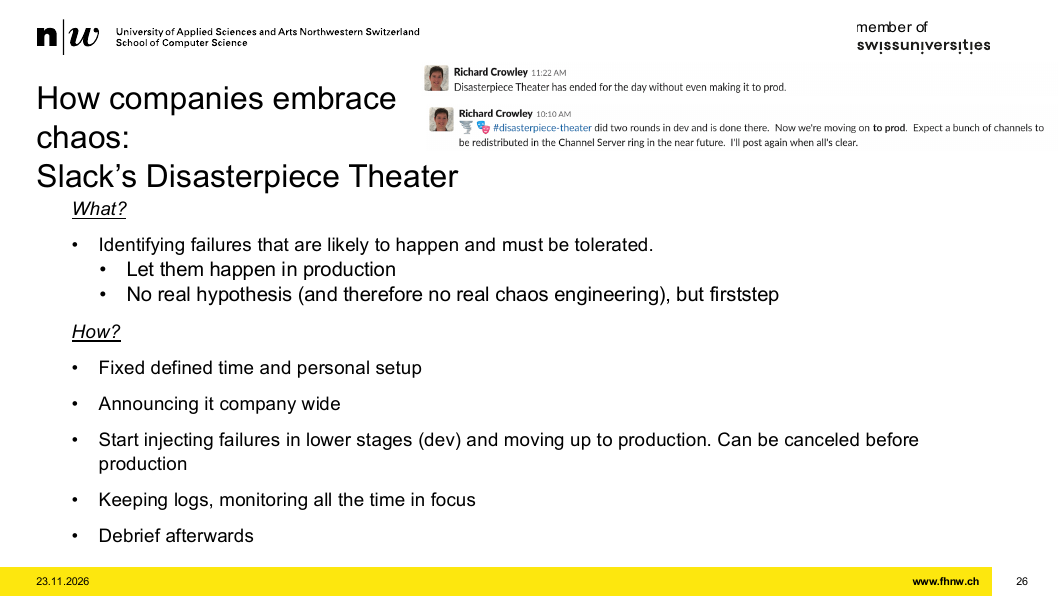 n|w University of Applied Sciences and Arts Northwestern Switzerland
School of Computer Science
member of
swissuniversities
How companies embrace
chaos:
Slack's Disasterpiece Theater
Richard Crowley 11:22 AM
Disasterpiece Theater has ended for the day without even making it to prod.
Richard Crowley 10:10 AM
🌪️ 🎭 #disasterpiece-theater did two rounds in dev and is done there. Now we're moving on to prod. Expect a bunch of channels to
be redistributed in the Channel Server ring in the near future. I'll post again when all's clear.
What?
• Identifying failures that are likely to happen and must be tolerated.
• Let them happen in production
• No real hypothesis (and therefore no real chaos engineering), but firststep
How?
• Fixed defined time and personal setup
• Announcing it company wide
• Start injecting failures in lower stages (dev) and moving up to production. Can be canceled before
production
• Keeping logs, monitoring all the time in focus
• Debrief afterwards
23.11.2026
www.fhnw.ch
26